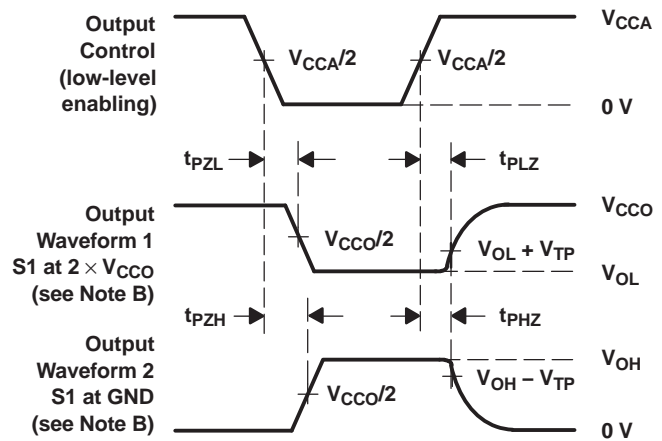 Output
Control
(low-level
enabling)
V_CCA/2
V_CCA/2
V_CCA
0 V
t_PZL
t_PLZ
Output
Waveform 1
S1 at 2 × V_CCO
(see Note B)
V_CCO/2
V_CCO
V_OL + V_TP
V_OL
t_PZH
t_PHZ
Output
Waveform 2
S1 at GND
(see Note B)
V_CCO/2
V_OH
V_OH − V_TP
0 V